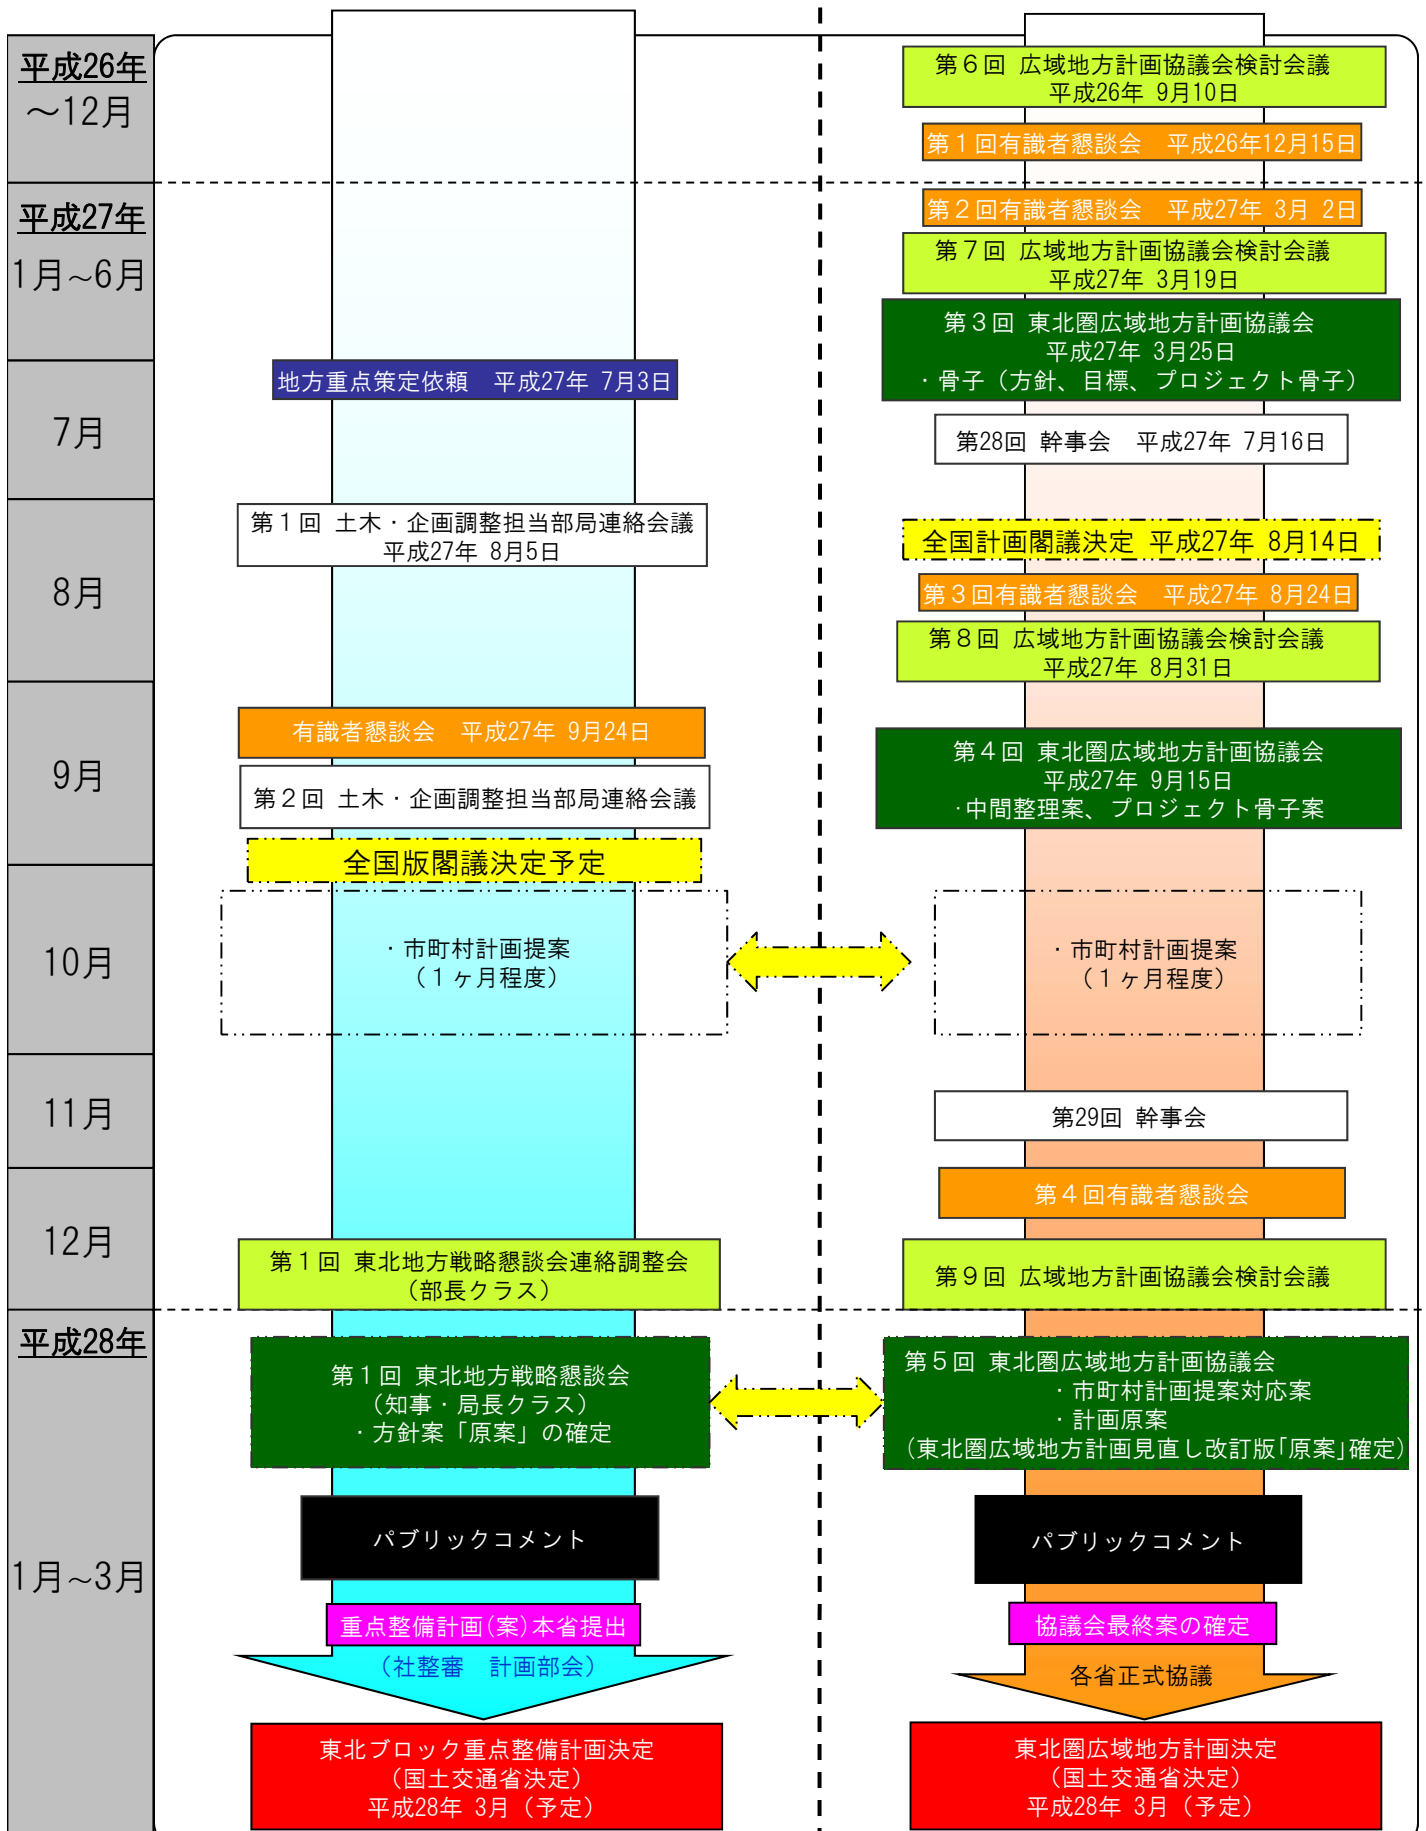 平成26年
～12月
第６回 広域地方計画協議会検討会議
平成26年 9月10日
第１回有識者懇談会　平成26年12月15日
平成27年
1月～6月
第２回有識者懇談会　平成27年 3月 2日
第７回 広域地方計画協議会検討会議
平成27年 3月19日
第３回 東北圏広域地方計画協議会
平成27年 3月25日
・骨子（方針、目標、プロジェクト骨子）
7月
地方重点策定依頼　平成27年 7月3日
第28回 幹事会　平成27年 7月16日
8月
第１回 土木・企画調整担当部局連絡会議
平成27年 8月5日
全国計画閣議決定 平成27年 8月14日
第３回有識者懇談会　平成27年 8月24日
第８回 広域地方計画協議会検討会議
平成27年 8月31日
9月
有識者懇談会　平成27年 9月24日
第２回 土木・企画調整担当部局連絡会議
全国版閣議決定予定
第４回 東北圏広域地方計画協議会
平成27年 9月15日
・中間整理案、プロジェクト骨子案
10月
・市町村計画提案
（１ヶ月程度）
・市町村計画提案
（１ヶ月程度）
11月
第29回 幹事会
12月
第４回有識者懇談会
第１回 東北地方戦略懇談会連絡調整会
（部長クラス）
第９回 広域地方計画協議会検討会議
平成28年
1月～3月
第１回 東北地方戦略懇談会
（知事・局長クラス）
・方針案「原案」の確定
第５回 東北圏広域地方計画協議会
・市町村計画提案対応案
・計画原案
（東北圏広域地方計画見直し改訂版｢原案｣確定）
パブリックコメント
パブリックコメント
重点整備計画(案)本省提出
協議会最終案の確定
（社整審　計画部会）
各省正式協議
東北ブロック重点整備計画決定
（国土交通省決定）
平成28年 3月（予定）
東北圏広域地方計画決定
（国土交通省決定）
平成28年 3月（予定）